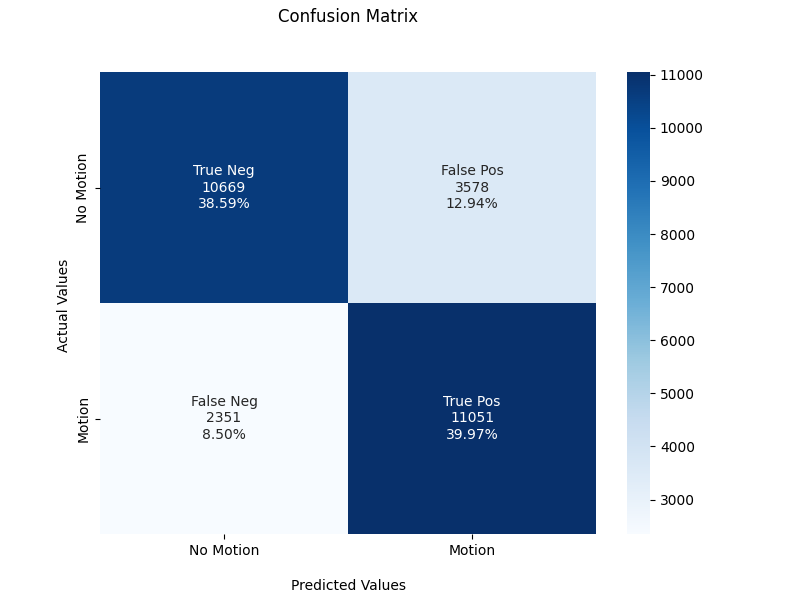 Confusion Matrix
No Motion
True Neg
10669
38.59%
False Pos
3578
12.94%
Actual Values
Motion
False Neg
2351
8.50%
True Pos
11051
39.97%
No Motion
Motion
Predicted Values
11000
10000
9000
8000
7000
6000
5000
4000
3000